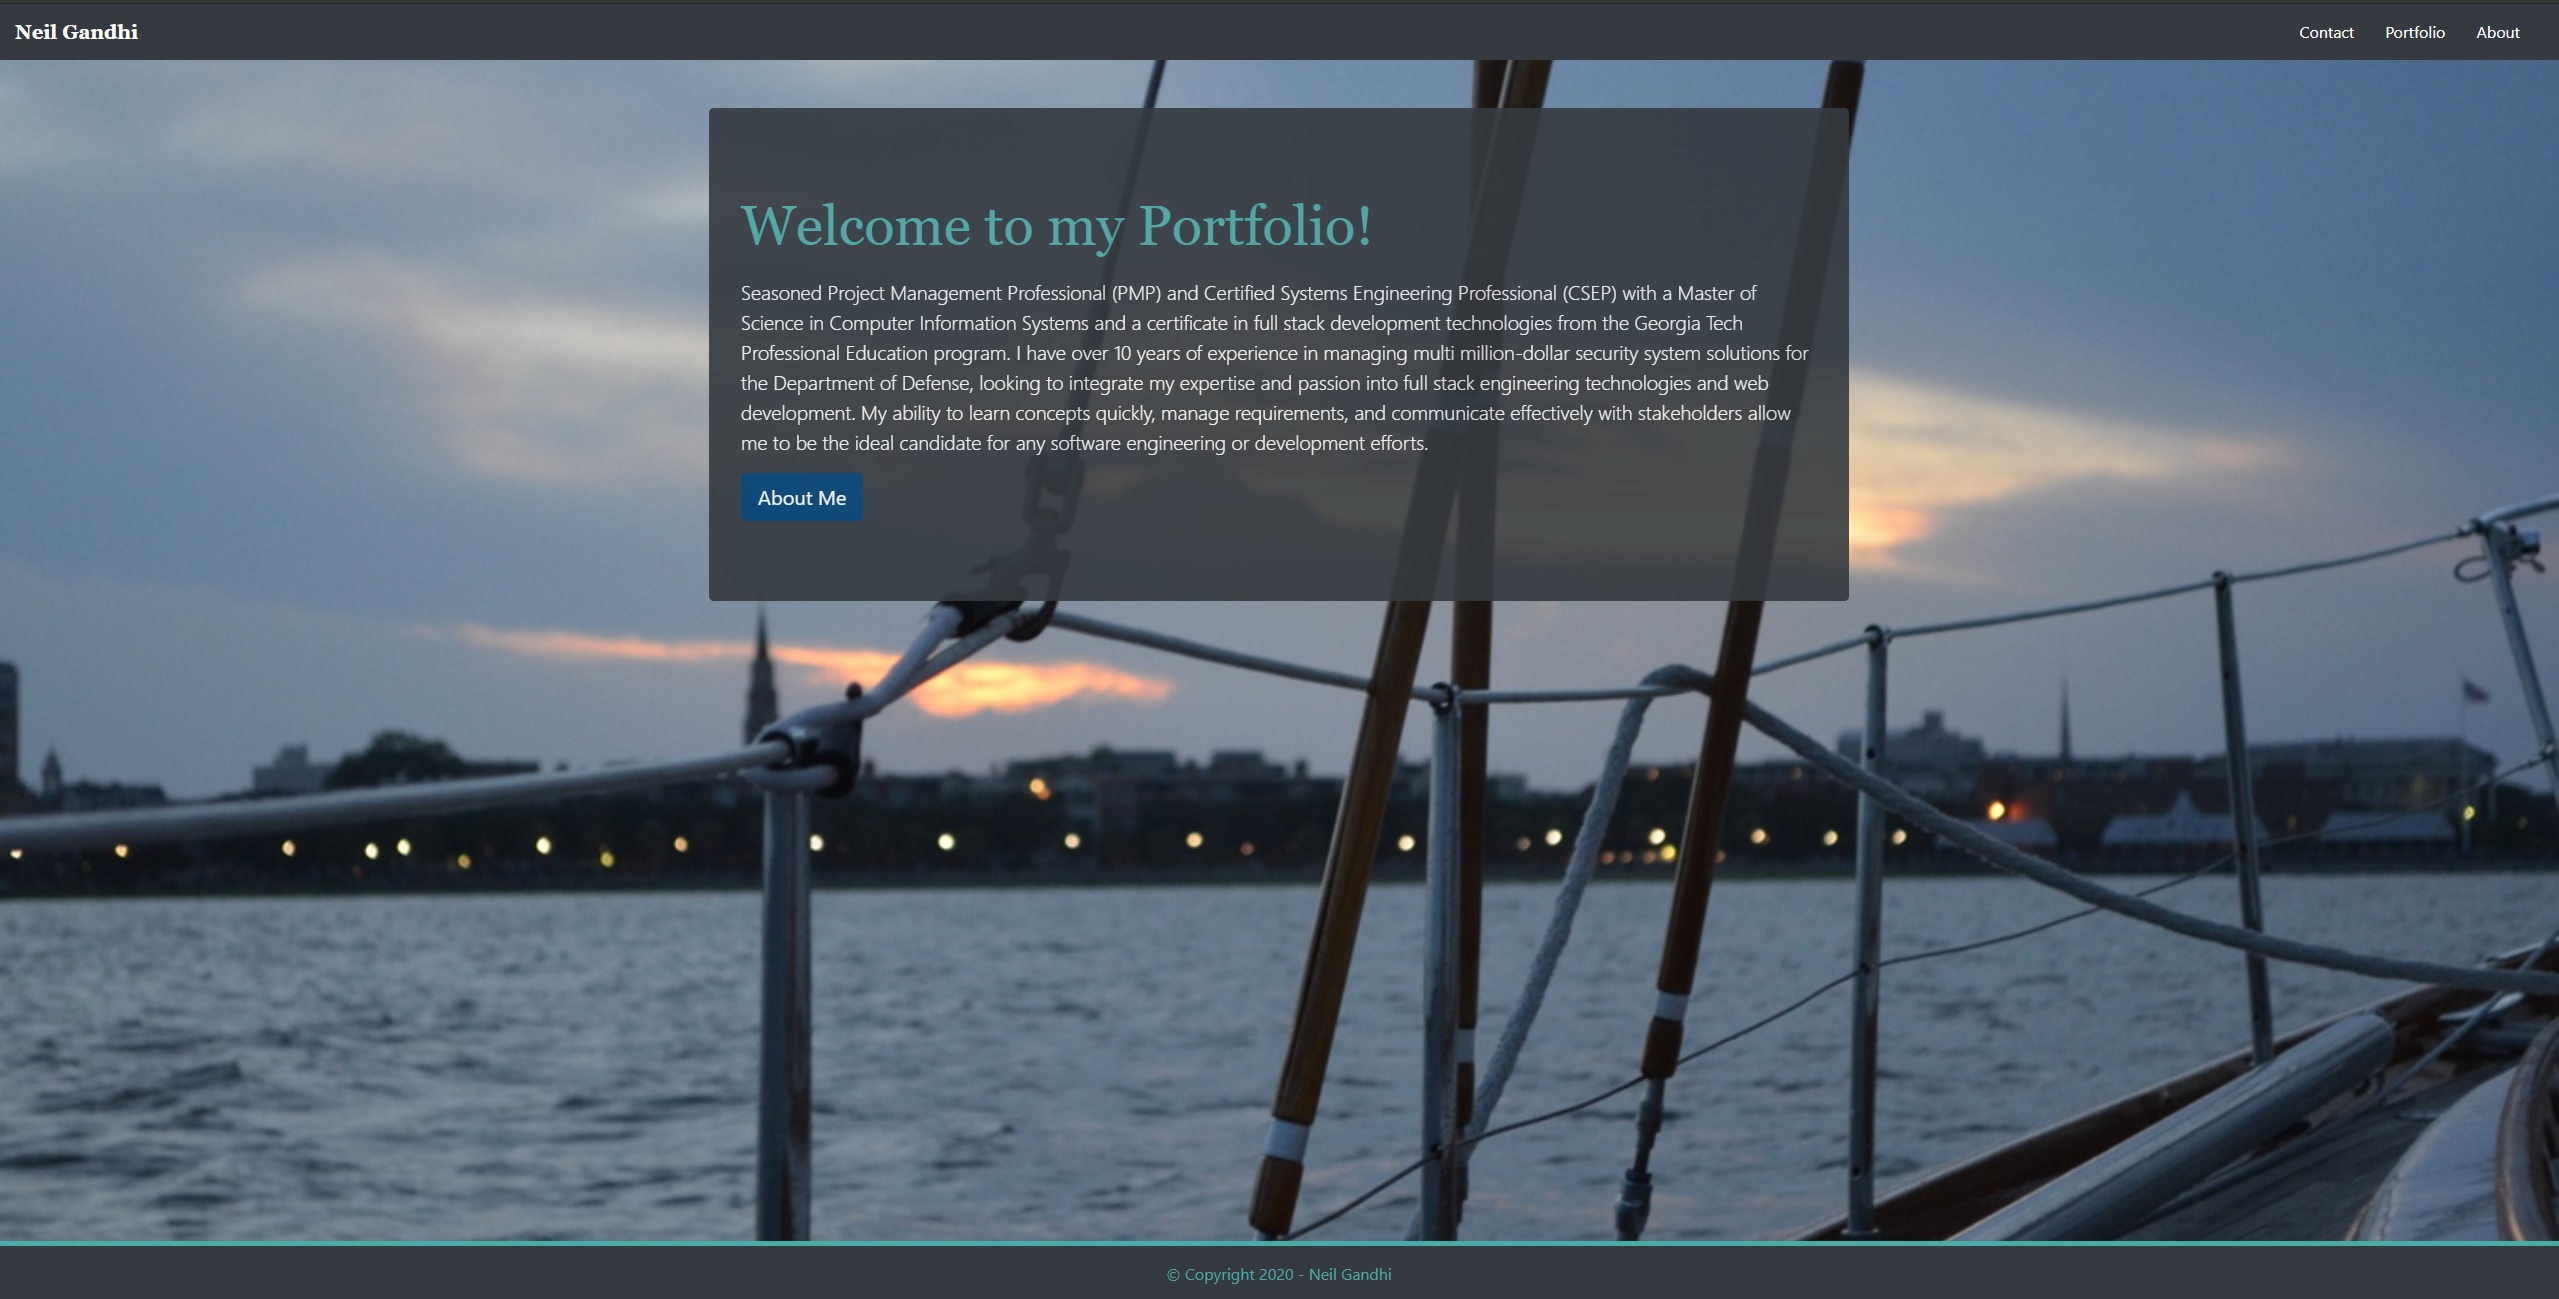 Neil Gandhi
Contact Portfolio About
Welcome to my Portfolio!
Seasoned Project Management Professional (PMP) and Certified Systems Engineering Professional (CSEP) with a Master of
Science in Computer Information Systems and a certificate in full stack development technologies from the Georgia Tech
Professional Education program. I have over 10 years of experience in managing multi million-dollar security system solutions for
the Department of Defense, looking to integrate my expertise and passion into full stack engineering technologies and web
development. My ability to learn concepts quickly, manage requirements, and communicate effectively with stakeholders allow
me to be the ideal candidate for any software engineering or development efforts.
About Me
© Copyright 2020 - Neil Gandhi